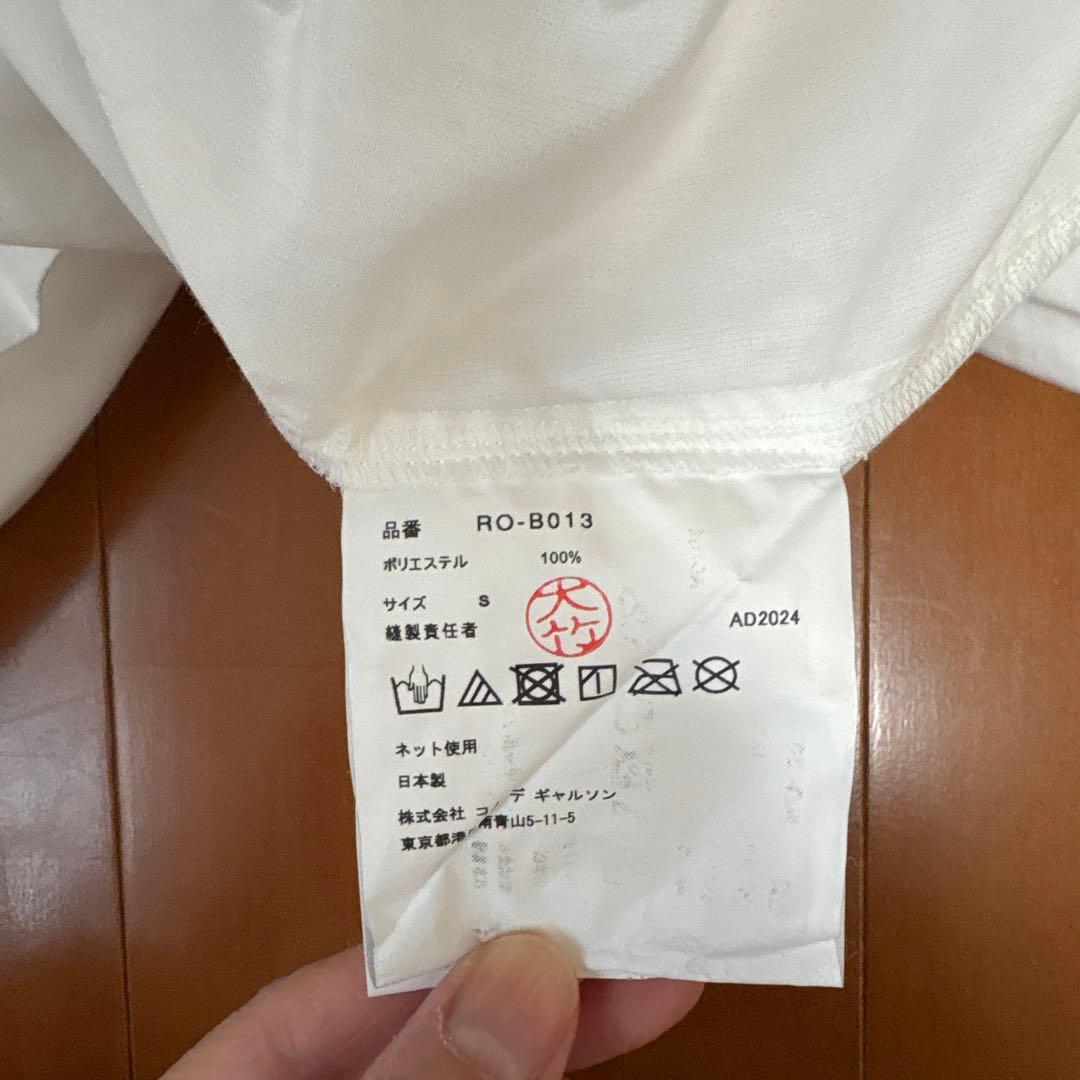 品番 RO-B013
ポリエステル 100%
サイズ S
大竹
縫製責任者
AD2024
ネット使用
日本製
株式会社 コ デ ギャルソン
東京都港 南青山5-11-5